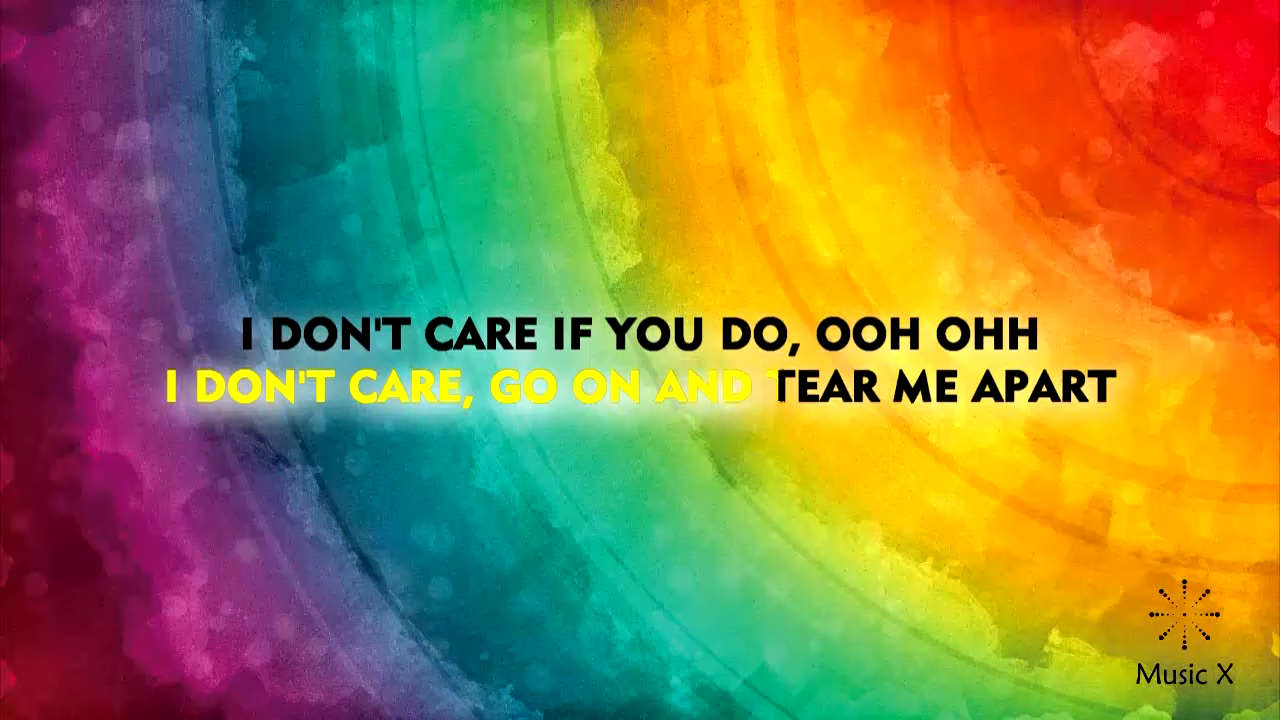 I DON'T CARE IF YOU DO, OOH OHH
I DON'T CARE, GO ON AND TEAR ME APART
Music X